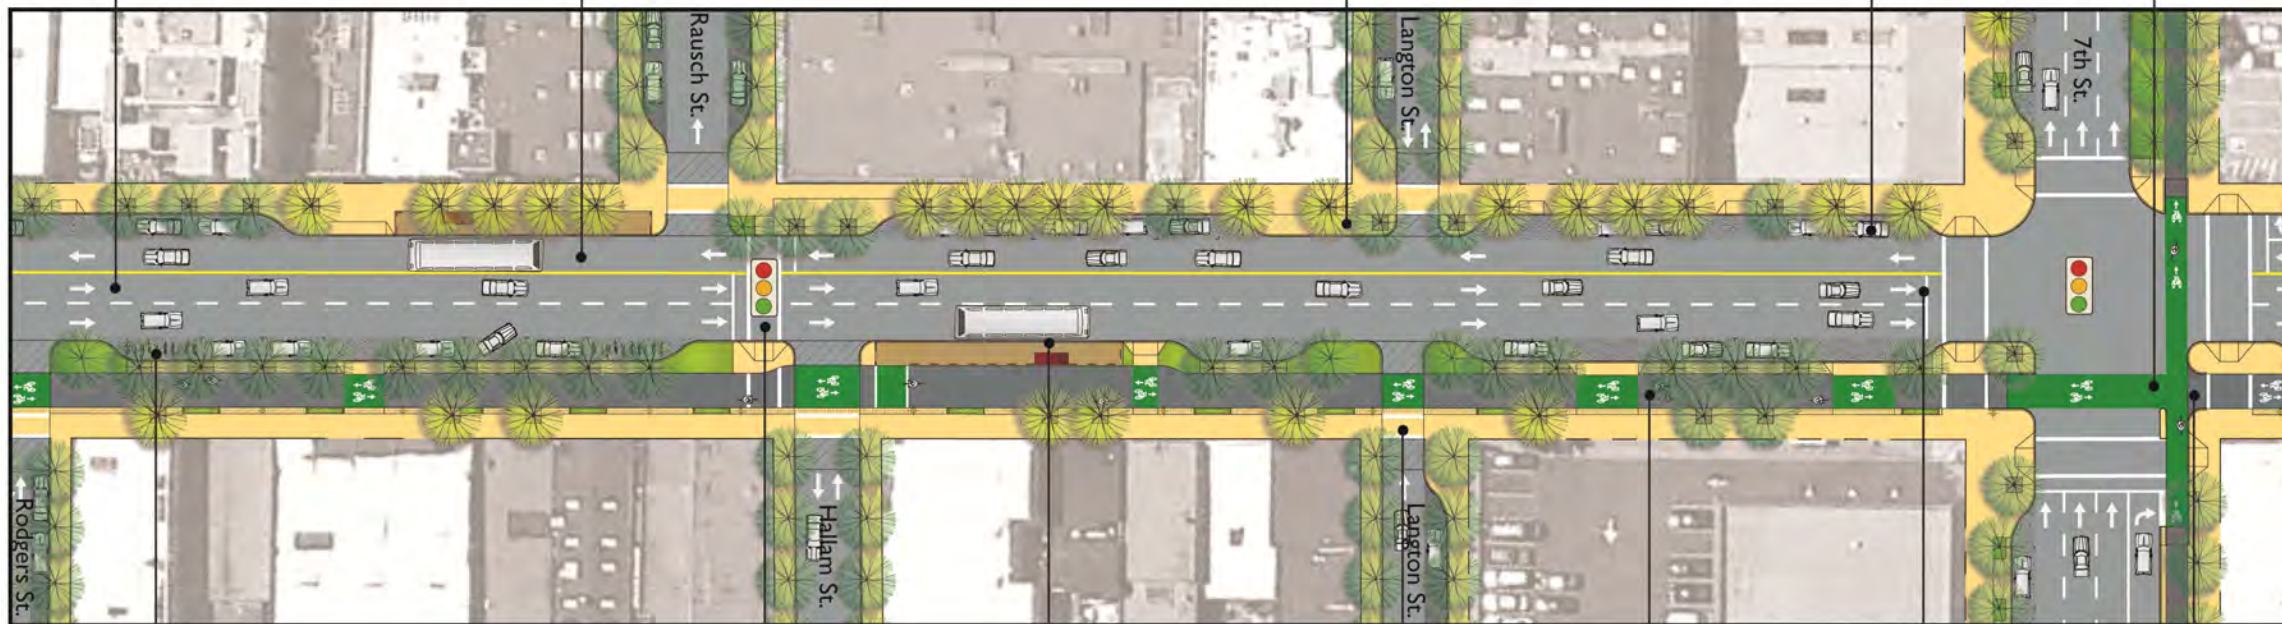 Rausch St.
Langton St.
7th St.
Rodgers St.
Hallam St.
Langton St.